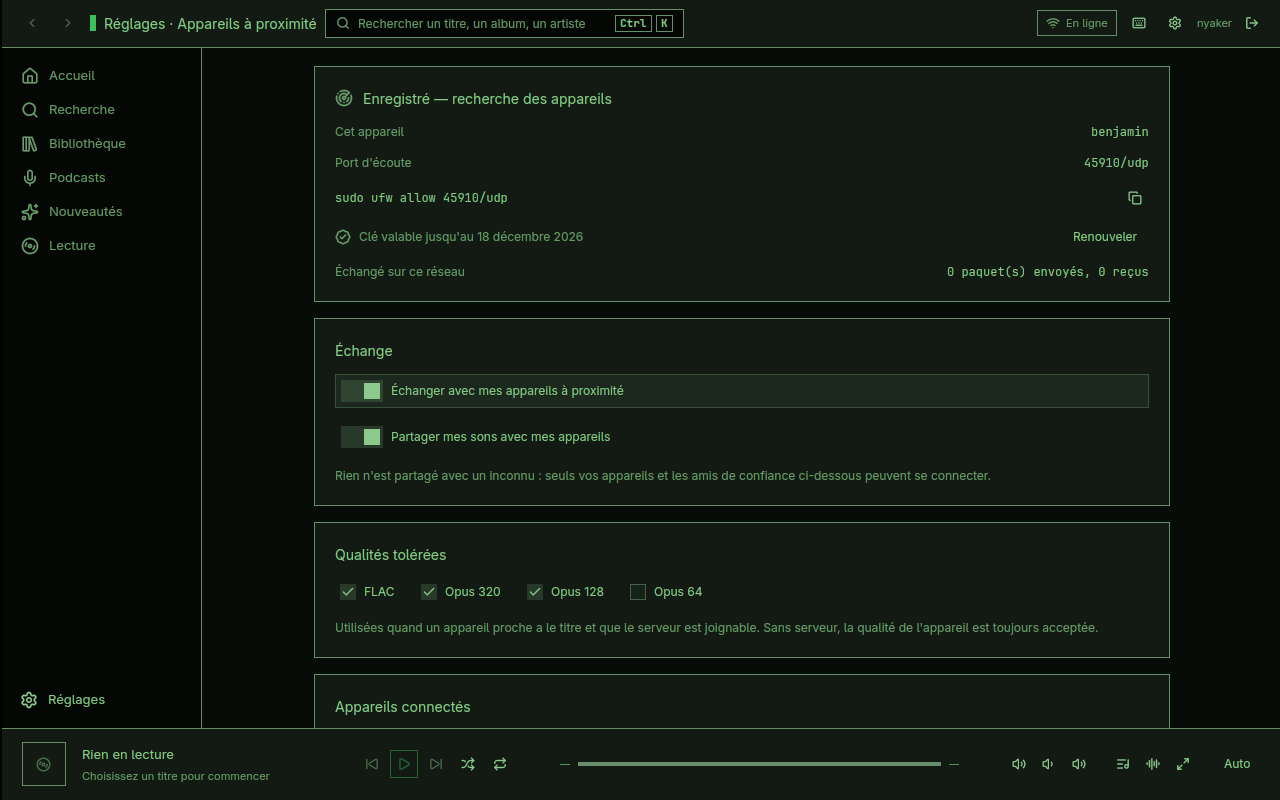 Réglages · Appareils à proximité
Rechercher un titre, un album, un artiste
Ctrl K
En ligne
nyaker
Accueil
Recherche
Bibliothèque
Podcasts
Nouveautés
Lecture
Réglages
Enregistré — recherche des appareils
Cet appareil benjamin
Port d'écoute 45910/udp
sudo ufw allow 45910/udp
Clé valable jusqu'au 18 décembre 2026 Renouveler
Échangé sur ce réseau 0 paquet(s) envoyés, 0 reçus
Échange
Échanger avec mes appareils à proximité
Partager mes sons avec mes appareils
Rien n'est partagé avec un inconnu : seuls vos appareils et les amis de confiance ci-dessous peuvent se connecter.
Qualités tolérées
FLAC Opus 320 Opus 128 Opus 64
Utilisées quand un appareil proche a le titre et que le serveur est joignable. Sans serveur, la qualité de l'appareil est toujours acceptée.
Appareils connectés
Rien en lecture
Choisissez un titre pour commencer
— —
Auto